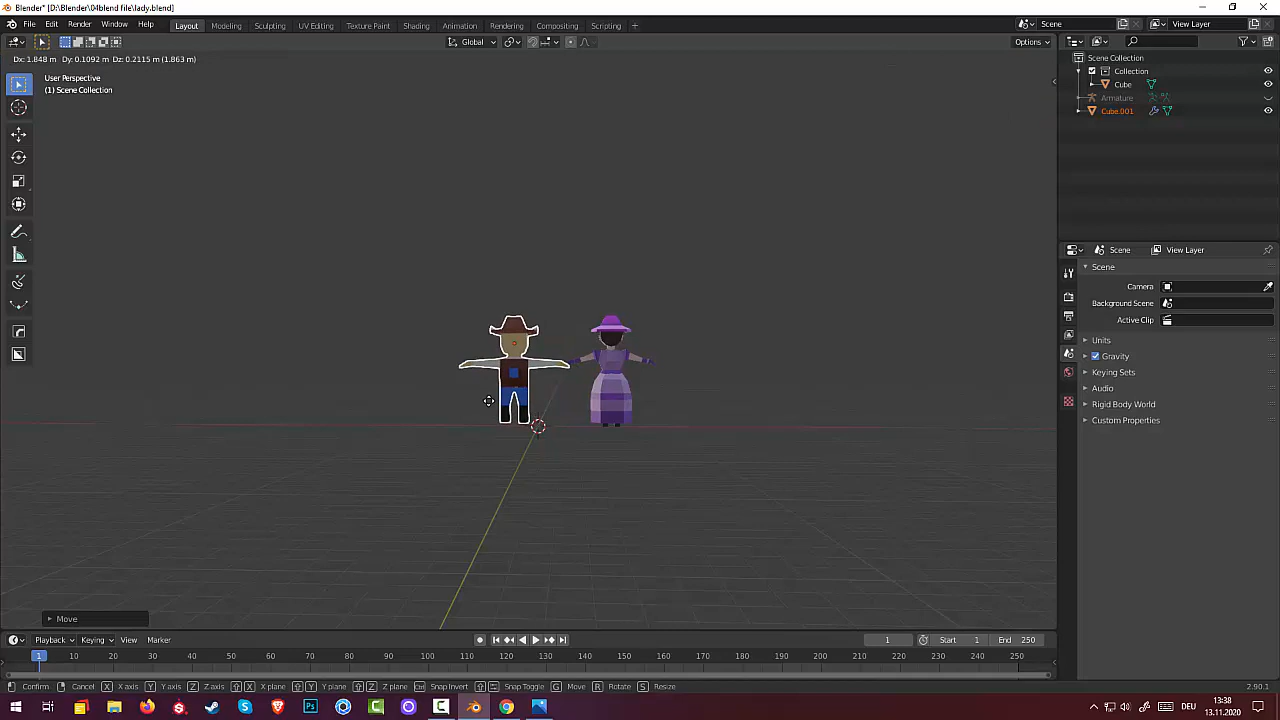 Blender* [D:\Blender\04blend file\lady.blend]
File Edit Render Window Help Layout Modeling Sculpting UV Editing Texture Paint Shading Animation Rendering Compositing Scripting + Scene View Layer
Global Options
Dx: 1.848 m Dy: 0.1092 m Dz: 0.2115 m (1.863 m)
User Perspective
(1) Scene Collection
Scene Collection
Collection
Cube
Armature
Cube.001
Scene View Layer
Scene
Camera
Background Scene
Active Clip
Units
Gravity
Keying Sets
Audio
Rigid Body World
Custom Properties
Move
Playback Keying View Marker 1 Start 1 End 250
1 10 20 30 40 50 60 70 80 90 100 110 120 130 140 150 160 170 180 190 200 210 220 230 240 250
Confirm Cancel X X axis Y Y axis Z Z axis X X plane Y Y plane Z Z plane Snap Invert Snap Toggle G Move R Rotate S Resize 2.90.1
DEU 13:38
13.11.2020